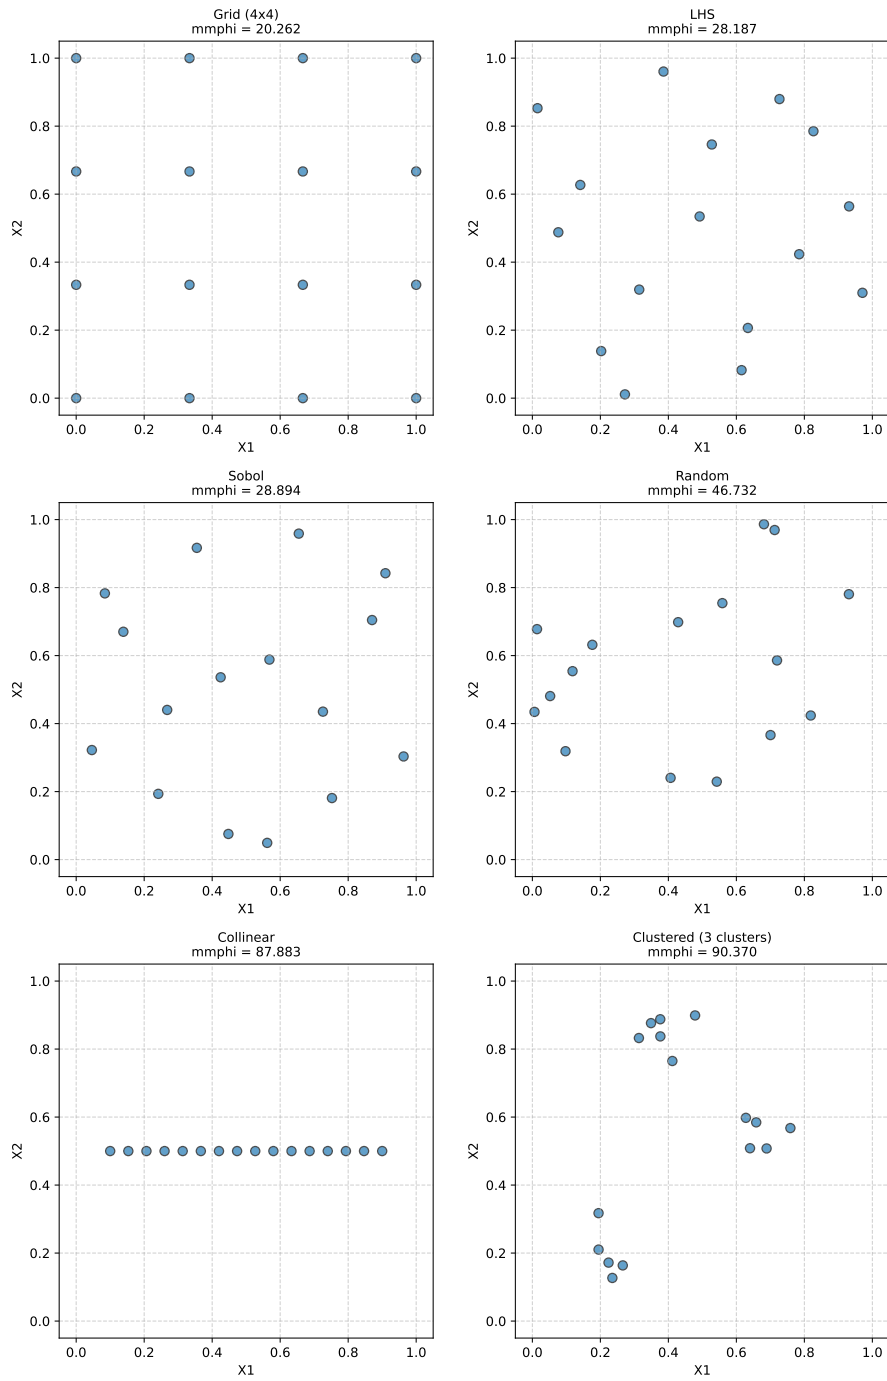 Grid (4x4)
mmphi = 20.262
1.0
0.8
0.6
0.4
0.2
0.0
X2
0.0 0.2 0.4 0.6 0.8 1.0
X1
LHS
mmphi = 28.187
1.0
0.8
0.6
0.4
0.2
0.0
X2
0.0 0.2 0.4 0.6 0.8 1.0
X1
Sobol
mmphi = 28.894
1.0
0.8
0.6
0.4
0.2
0.0
X2
0.0 0.2 0.4 0.6 0.8 1.0
X1
Random
mmphi = 46.732
1.0
0.8
0.6
0.4
0.2
0.0
X2
0.0 0.2 0.4 0.6 0.8 1.0
X1
Collinear
mmphi = 87.883
1.0
0.8
0.6
0.4
0.2
0.0
X2
0.0 0.2 0.4 0.6 0.8 1.0
X1
Clustered (3 clusters)
mmphi = 90.370
1.0
0.8
0.6
0.4
0.2
0.0
X2
0.0 0.2 0.4 0.6 0.8 1.0
X1